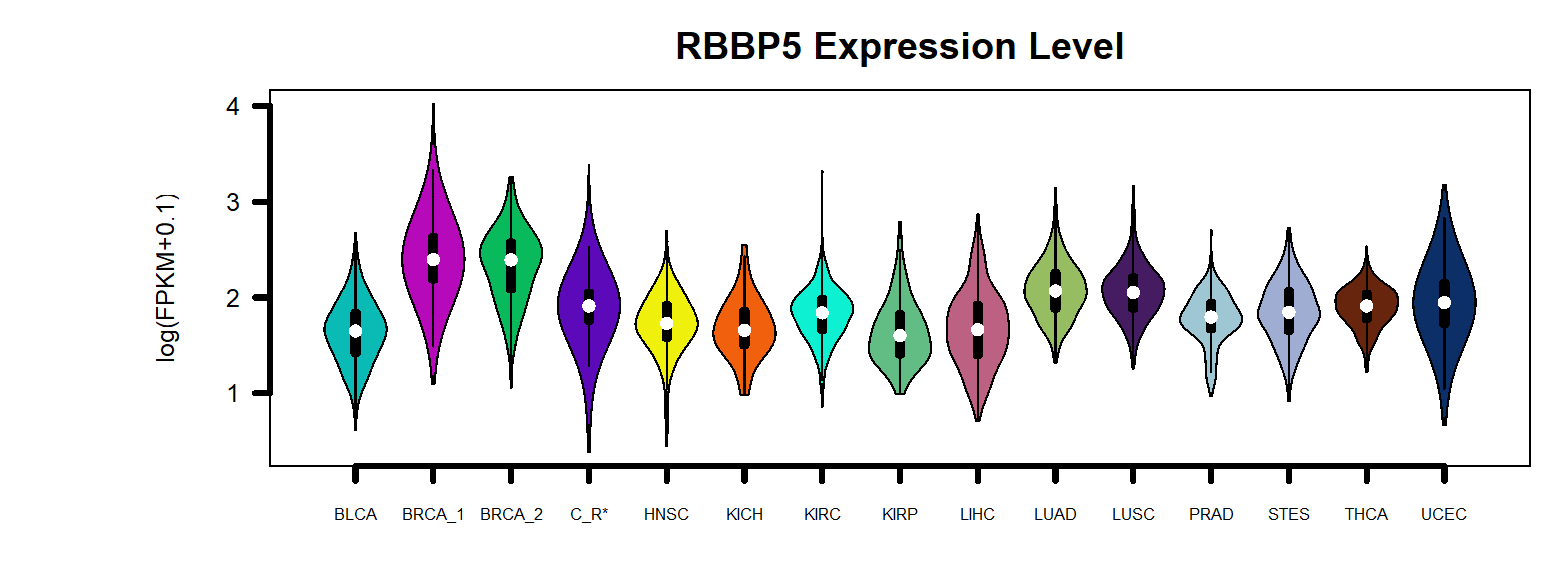 RBBP5 Expression Level
log(FPKM+0.1)
4
3
2
1
BLCA BRCA_1 BRCA_2 C_R* HNSC KICH KIRC KIRP LIHC LUAD LUSC PRAD STES THCA UCEC